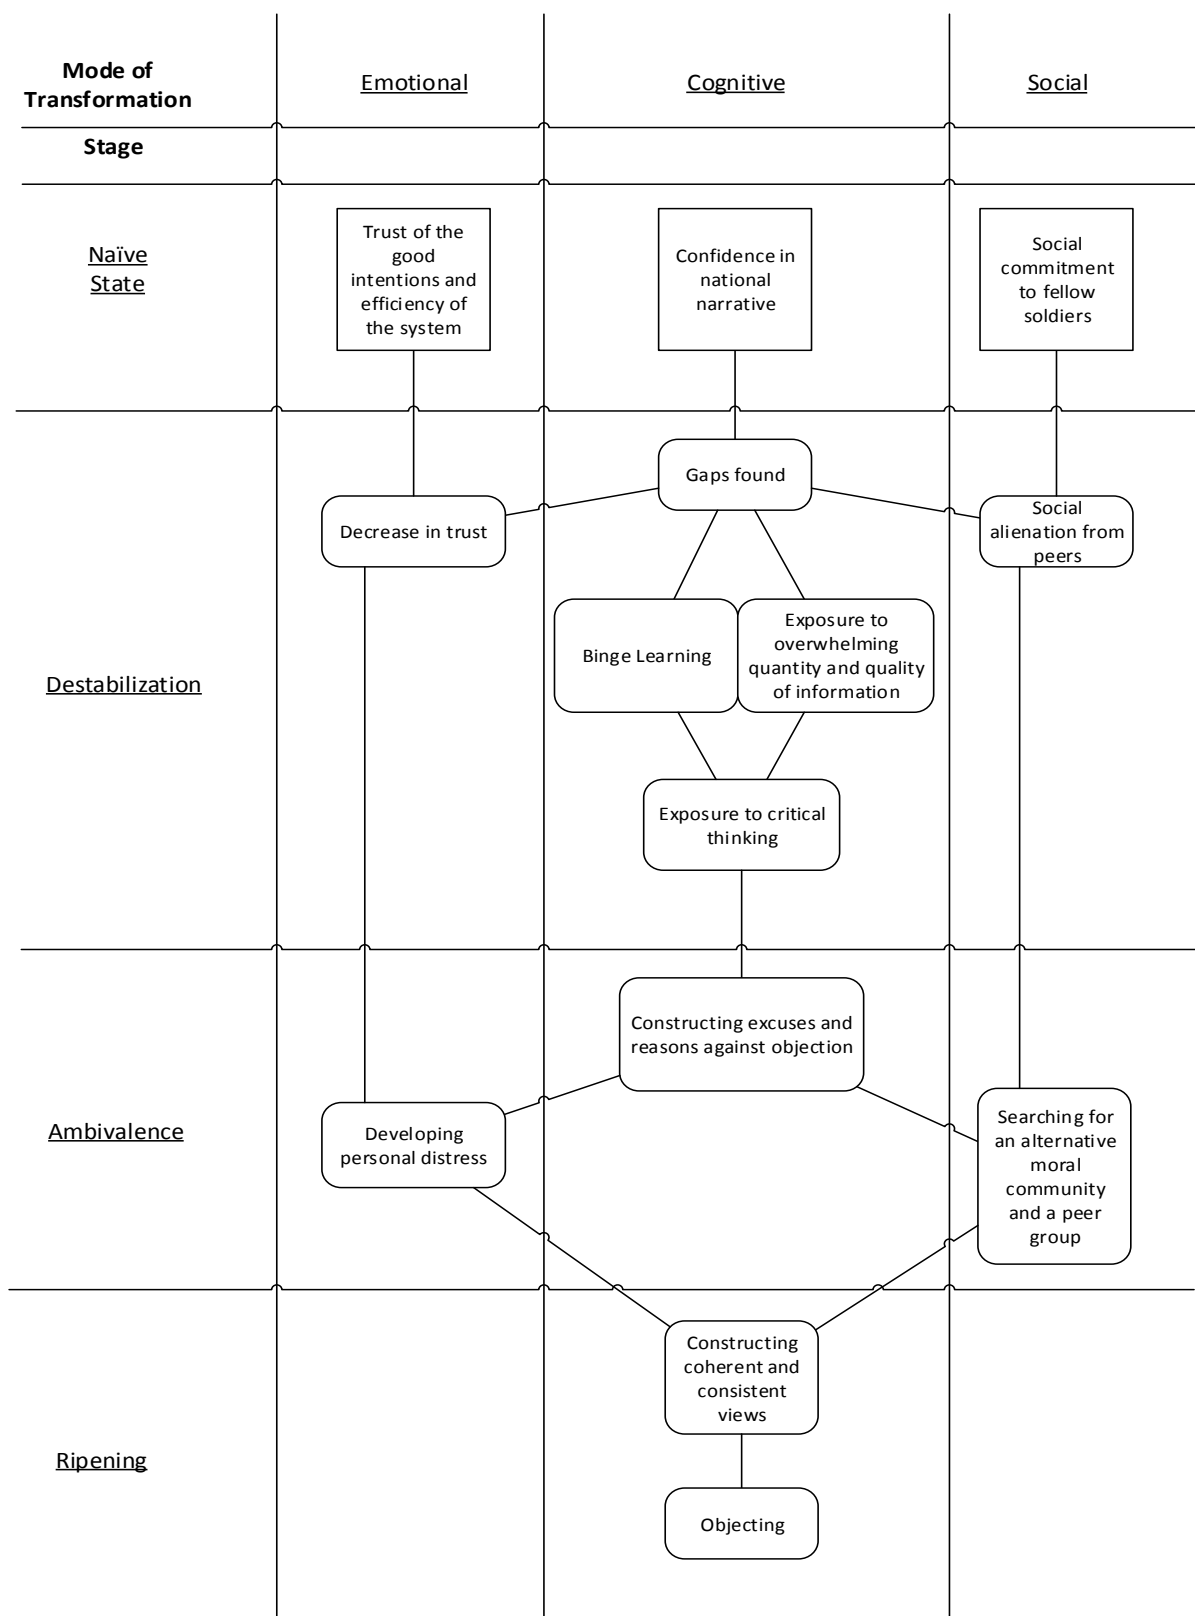 Mode of
Transformation
Emotional
Cognitive
Social
Stage
Naïve
State
Trust of the
good
intentions and
efficiency of
the system
Confidence in
national
narrative
Social
commitment
to fellow
soldiers
Destabilization
Gaps found
Decrease in trust
Social
alienation from
peers
Binge Learning
Exposure to
overwhelming
quantity and quality
of information
Exposure to critical
thinking
Ambivalence
Constructing excuses and
reasons against objection
Developing
personal distress
Searching for
an alternative
moral
community
and a peer
group
Ripening
Constructing
coherent and
consistent
views
Objecting